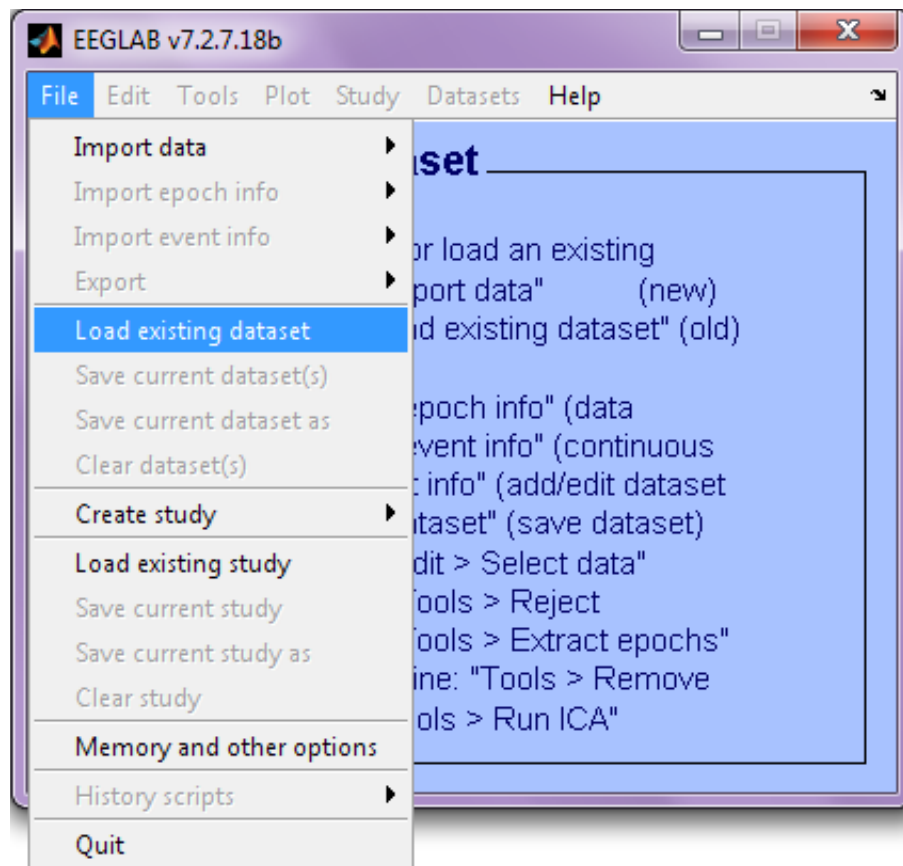 EEGLAB v7.2.7.18b
File Edit Tools Plot Study Datasets Help
Import data
Import epoch info
Import event info
Export
Load existing dataset
Save current dataset(s)
Save current dataset as
Clear dataset(s)
Create study
Load existing study
Save current study
Save current study as
Clear study
Memory and other options
History scripts
Quit
set
or load an existing
port data" (new)
d existing dataset" (old)
epoch info" (data
event info" (continuous
info" (add/edit dataset
taset" (save dataset)
dit > Select data"
ools > Reject
Tools > Extract epochs"
ine: "Tools > Remove
ols > Run ICA"